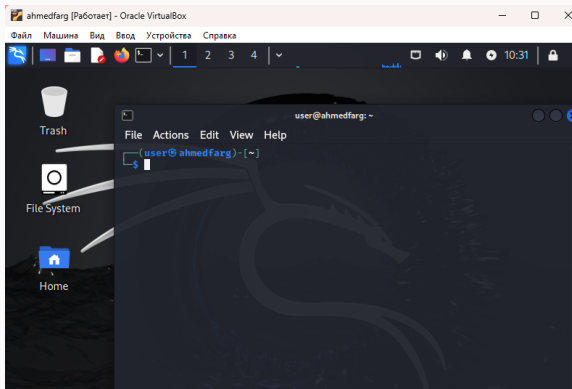 ahmedfarg [Работает] - Oracle VirtualBox
Файл Машина Вид Ввод Устройства Справка
1 2 3 4 10:31
user@ahmedfarg: ~
Trash
File Actions Edit View Help
(user㉿ahmedfarg)-[~]
$
File System
Home